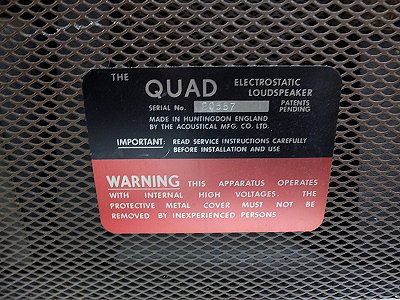 THE QUAD ELECTROSTATIC LOUDSPEAKER
SERIAL No. PATENTS PENDING
MADE IN HUNTINGDON ENGLAND
BY THE ACOUSTICAL MFG. CO. LTD.
IMPORTANT: READ SERVICE INSTRUCTIONS CAREFULLY
BEFORE INSTALLATION AND USE
WARNING THIS APPARATUS OPERATES
WITH INTERNAL HIGH VOLTAGES. THE
PROTECTIVE METAL COVER MUST NOT BE
REMOVED BY INEXPERIENCED PERSONS